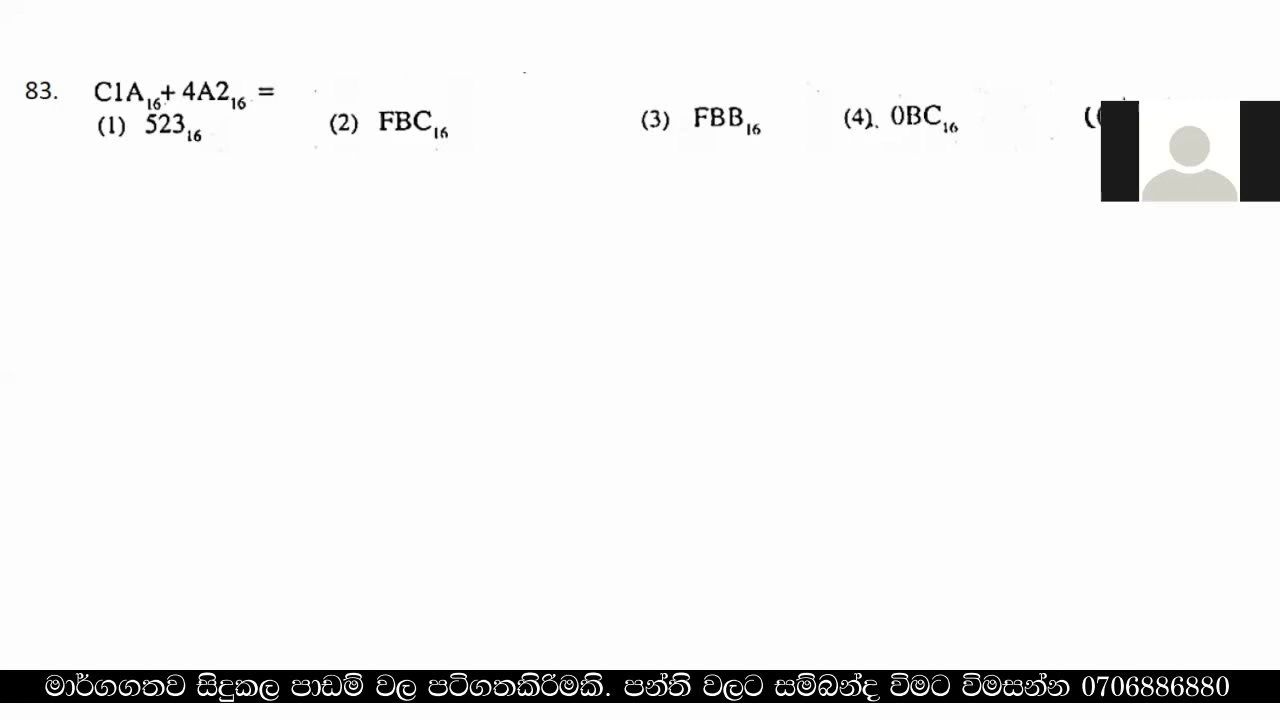 83. C1A₁₆+ 4A2₁₆ =
(1) 523₁₆ (2) FBC₁₆ (3) FBB₁₆ (4). 0BC₁₆
මාර්ගගතව සිදුකල පාඩම් වල පටිගතකිරිමකි. පන්ති වලට සම්බන්ද විමට විමසන්න 0706886880